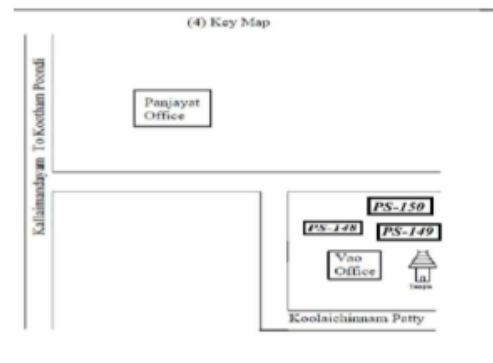 (4) Key Map
Kallaimandayam To Kootham Poondi
Panjayat
Office
PS-150
PS-148
PS-149
Vao
Office
Temple
Koolaichinnam Patty